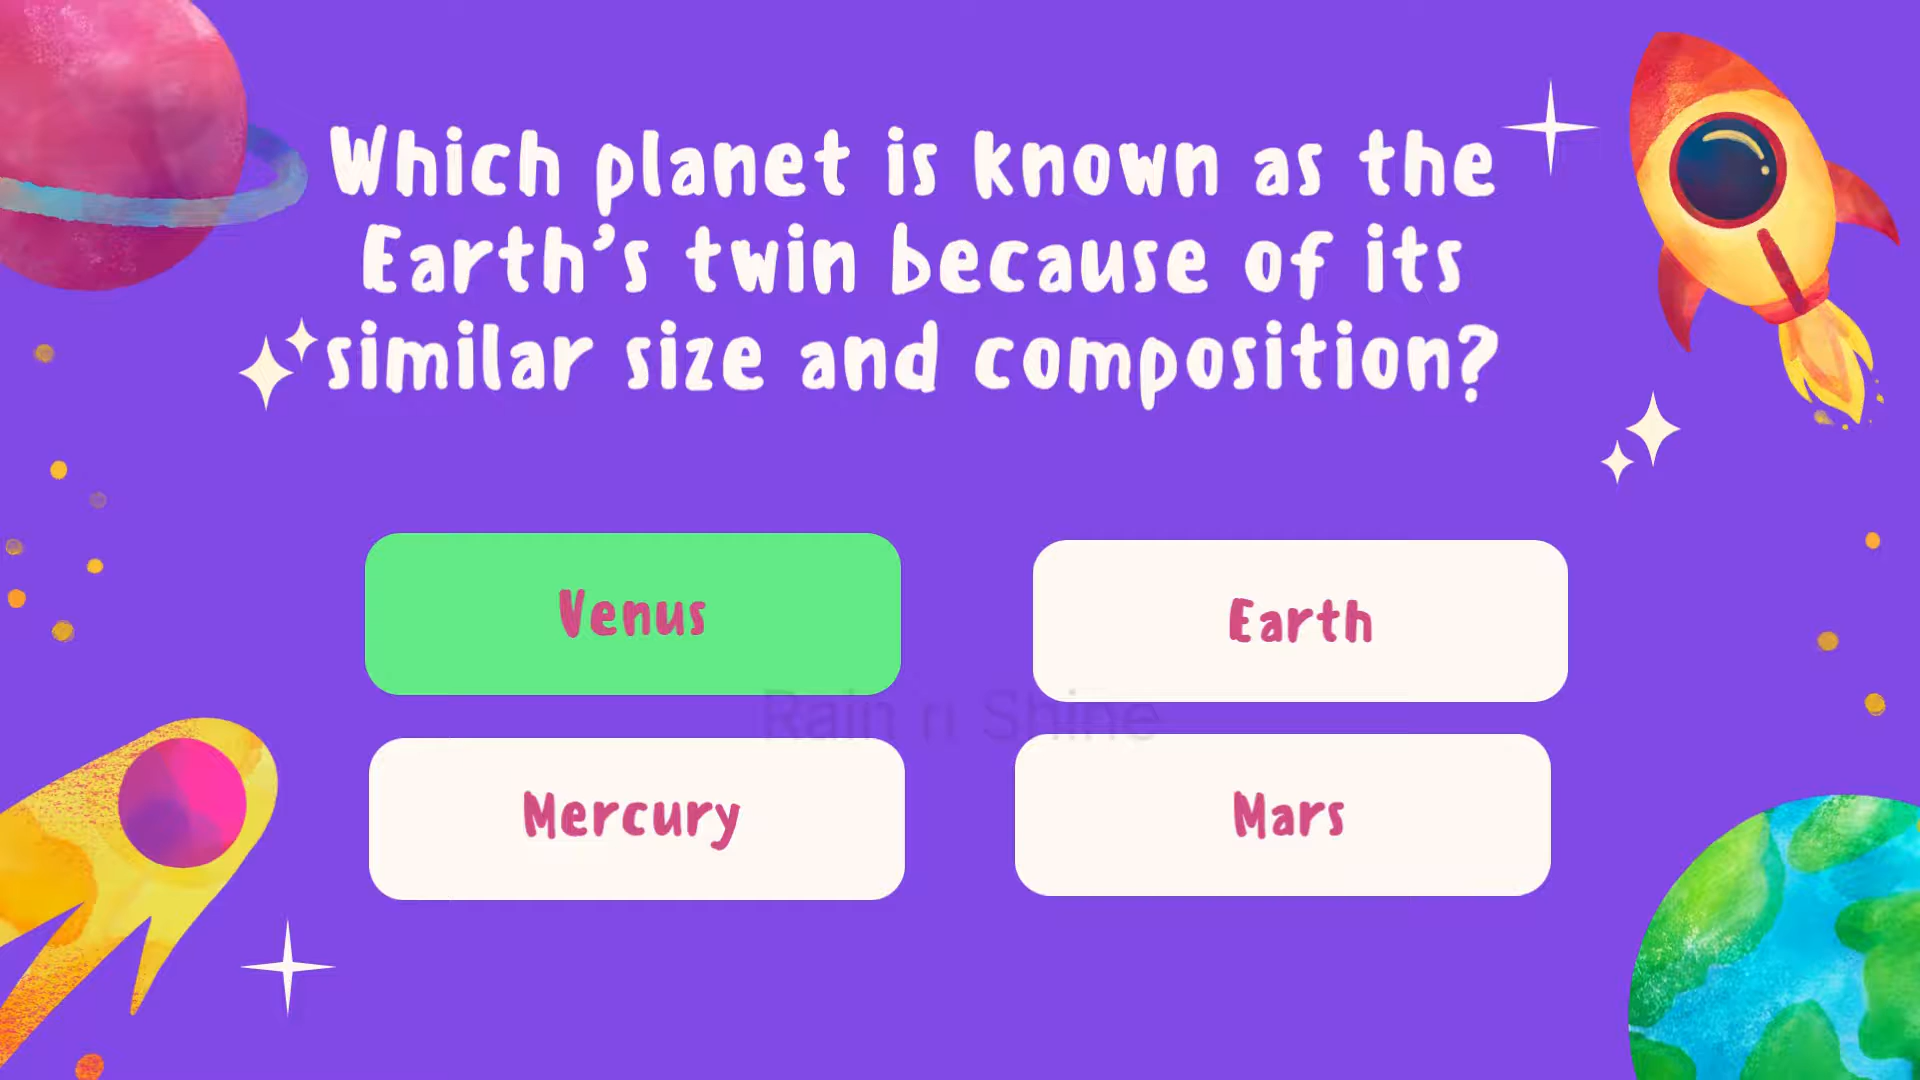 Which planet is known as the
Earth's twin because of its
similar size and composition?
Venus
Earth
Rain n Shine
Mercury
Mars